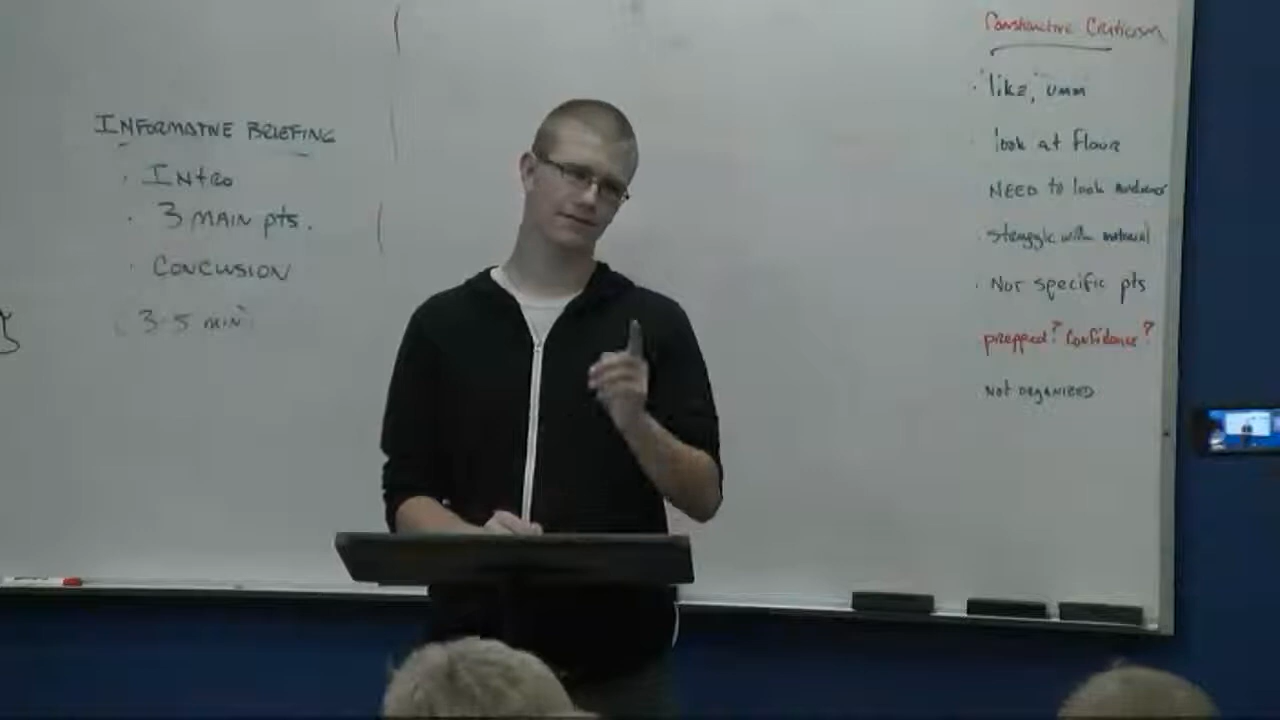 INFORMATIVE BRIEFING
· INtro
· 3 MAIN pts.
· CONCLUSION
(3-5 MIN)
Constructive Criticism
· "like," umm
· look at floor
NEED to look audience
· struggle with material
· Not specific pts
prepped? Confidence?
Not ORGANIZED